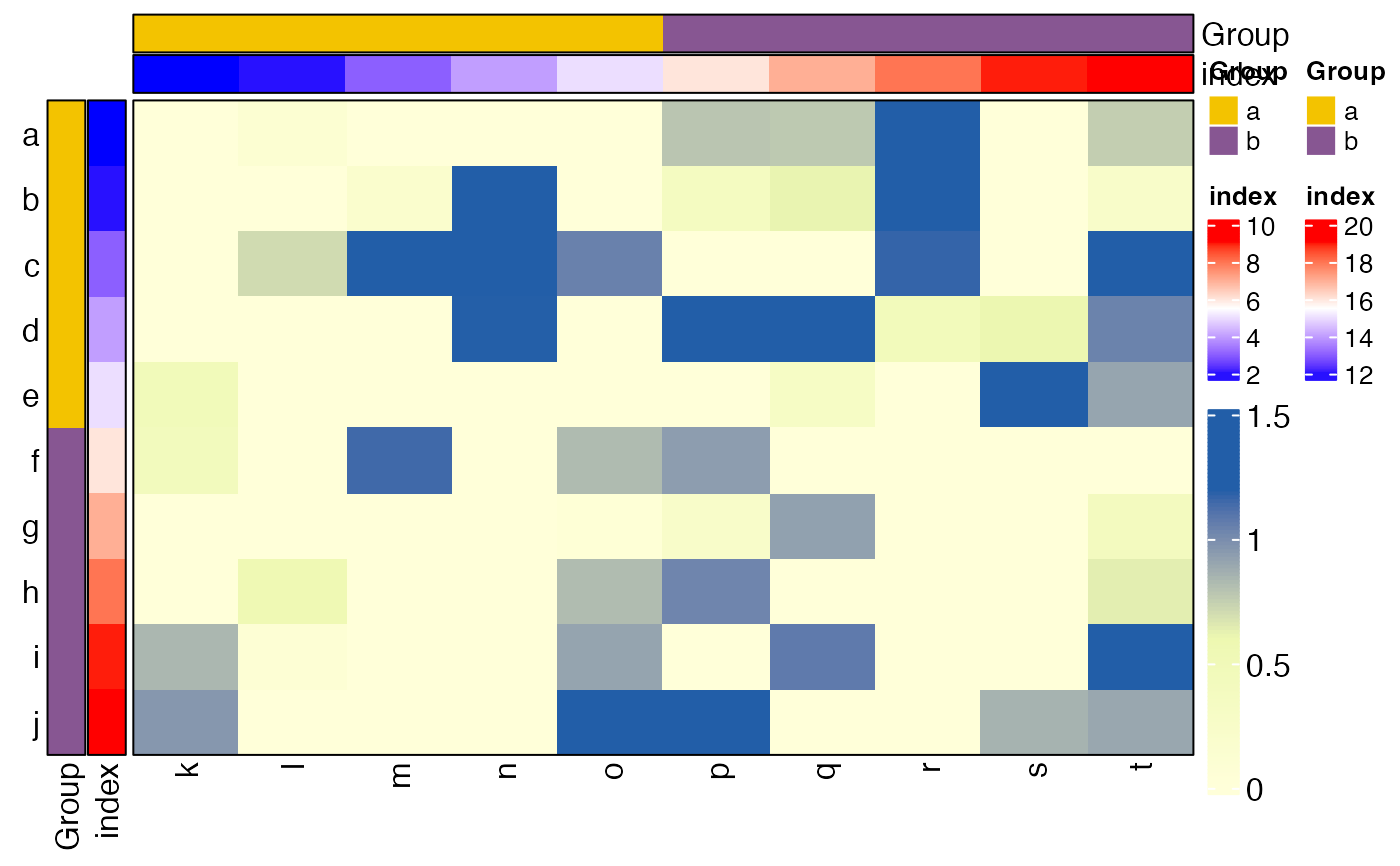 Group
index
Group Group
a a
b b
index index
10 20
8 18
6 16
4 14
2 12
1.5
1
0.5
0
a
b
c
d
e
f
g
h
i
j
Group index k l m n o p q r s t